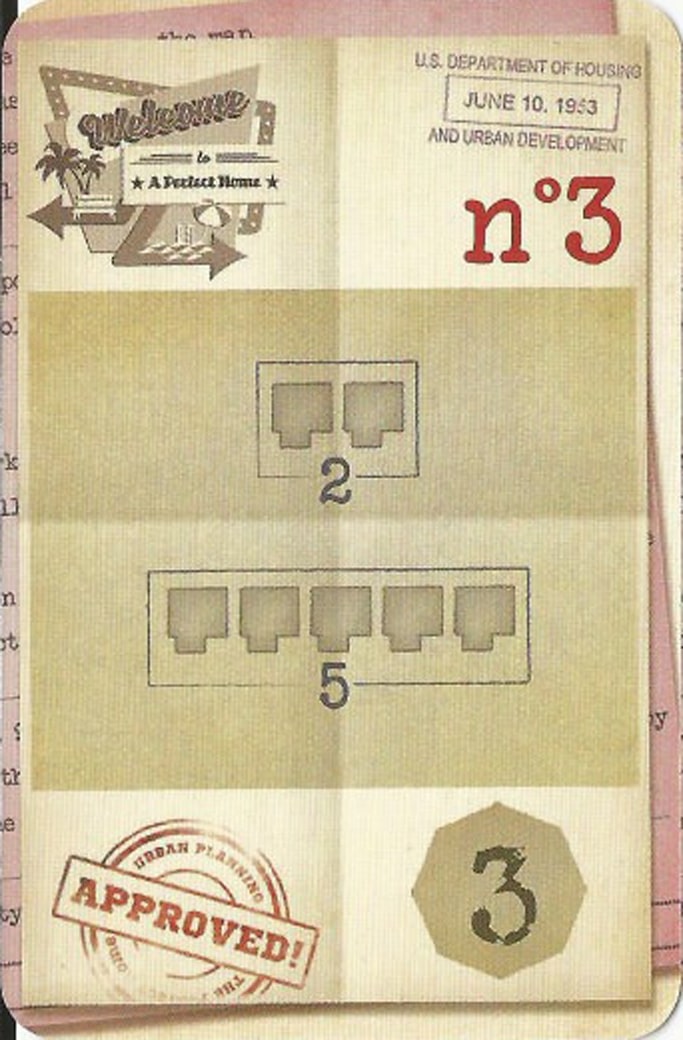 the map
Welcome
to
★ A Perfect Home ★
U.S. DEPARTMENT OF HOUSING
JUNE 10. 1953
AND URBAN DEVELOPMENT
n°3
2
5
URBAN PLANNING
APPROVED!
THE
3